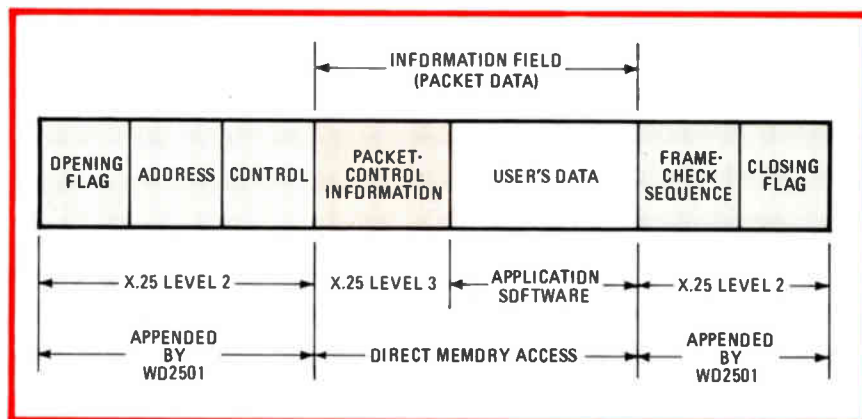 INFORMATION FIELD
(PACKET DATA)
OPENING
FLAG
ADDRESS
CONTROL
PACKET-
CONTROL
INFORMATION
USER'S DATA
FRAME-
CHECK
SEQUENCE
CLOSING
FLAG
X.25 LEVEL 2
X.25 LEVEL 3
APPLICATION
SOFTWARE
X.25 LEVEL 2
APPENDED
BY
WD2501
DIRECT MEMORY ACCESS
APPENDED
BY
WD2501